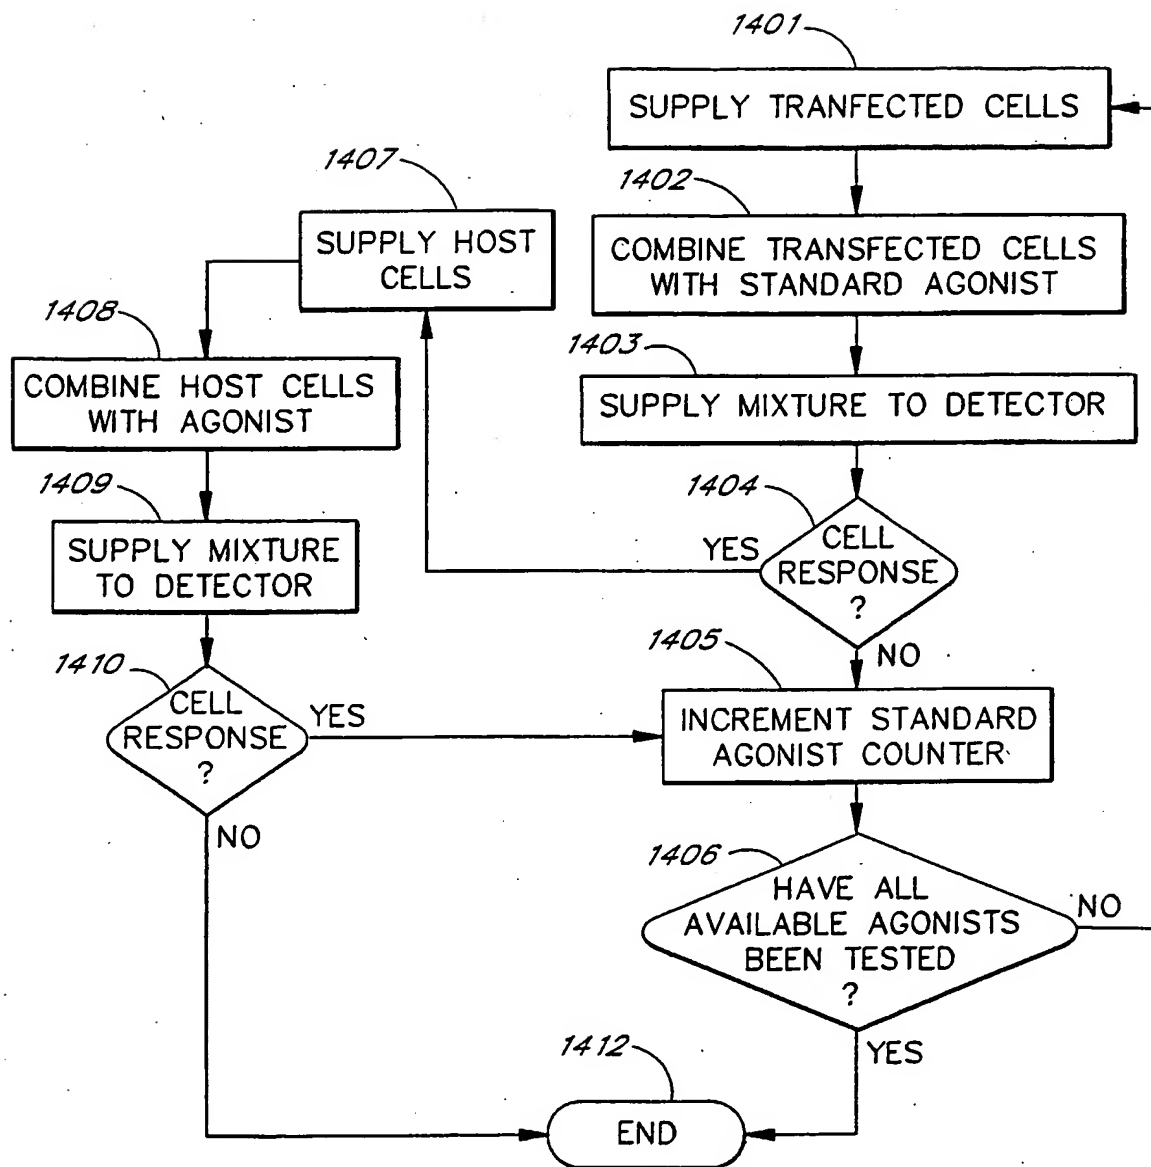 1401
SUPPLY TRANFECTED CELLS
1402
COMBINE TRANSFECTED CELLS
WITH STANDARD AGONIST
1403
SUPPLY MIXTURE TO DETECTOR
1404
CELL
RESPONSE
?
YES
NO
1407
SUPPLY HOST
CELLS
1408
COMBINE HOST CELLS
WITH AGONIST
1409
SUPPLY MIXTURE
TO DETECTOR
1410
CELL
RESPONSE
?
YES
NO
1405
INCREMENT STANDARD
AGONIST COUNTER
1406
HAVE ALL
AVAILABLE AGONISTS
BEEN TESTED
?
NO
YES
1412
END